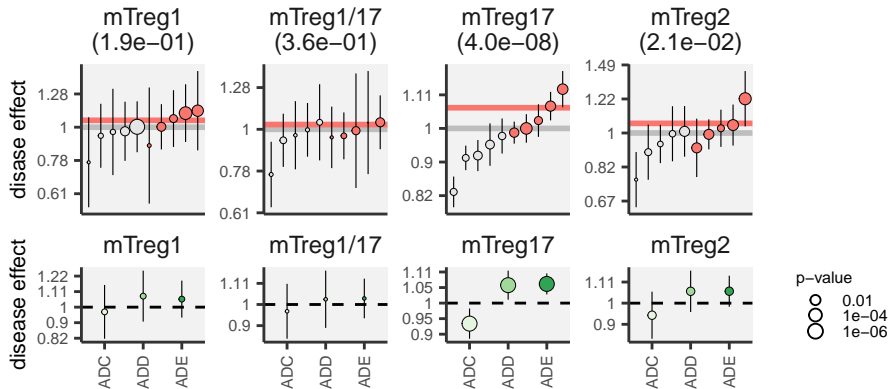 mTreg1
(1.9e−01)
mTreg1/17
(3.6e−01)
mTreg17
(4.0e−08)
mTreg2
(2.1e−02)
disase effect
1.28
1
0.78
0.61
1.28
1
0.78
0.61
1.11
1
0.9
0.82
1.49
1.22
1
0.82
0.67
mTreg1
mTreg1/17
mTreg17
mTreg2
disease effect
1.22
1.11
1
0.9
0.82
1.11
1
0.9
1.11
1.05
1
0.95
0.9
1.11
1
0.9
ADC
ADD
ADE
ADC
ADD
ADE
ADC
ADD
ADE
ADC
ADD
ADE
p−value
0.01
1e−04
1e−06